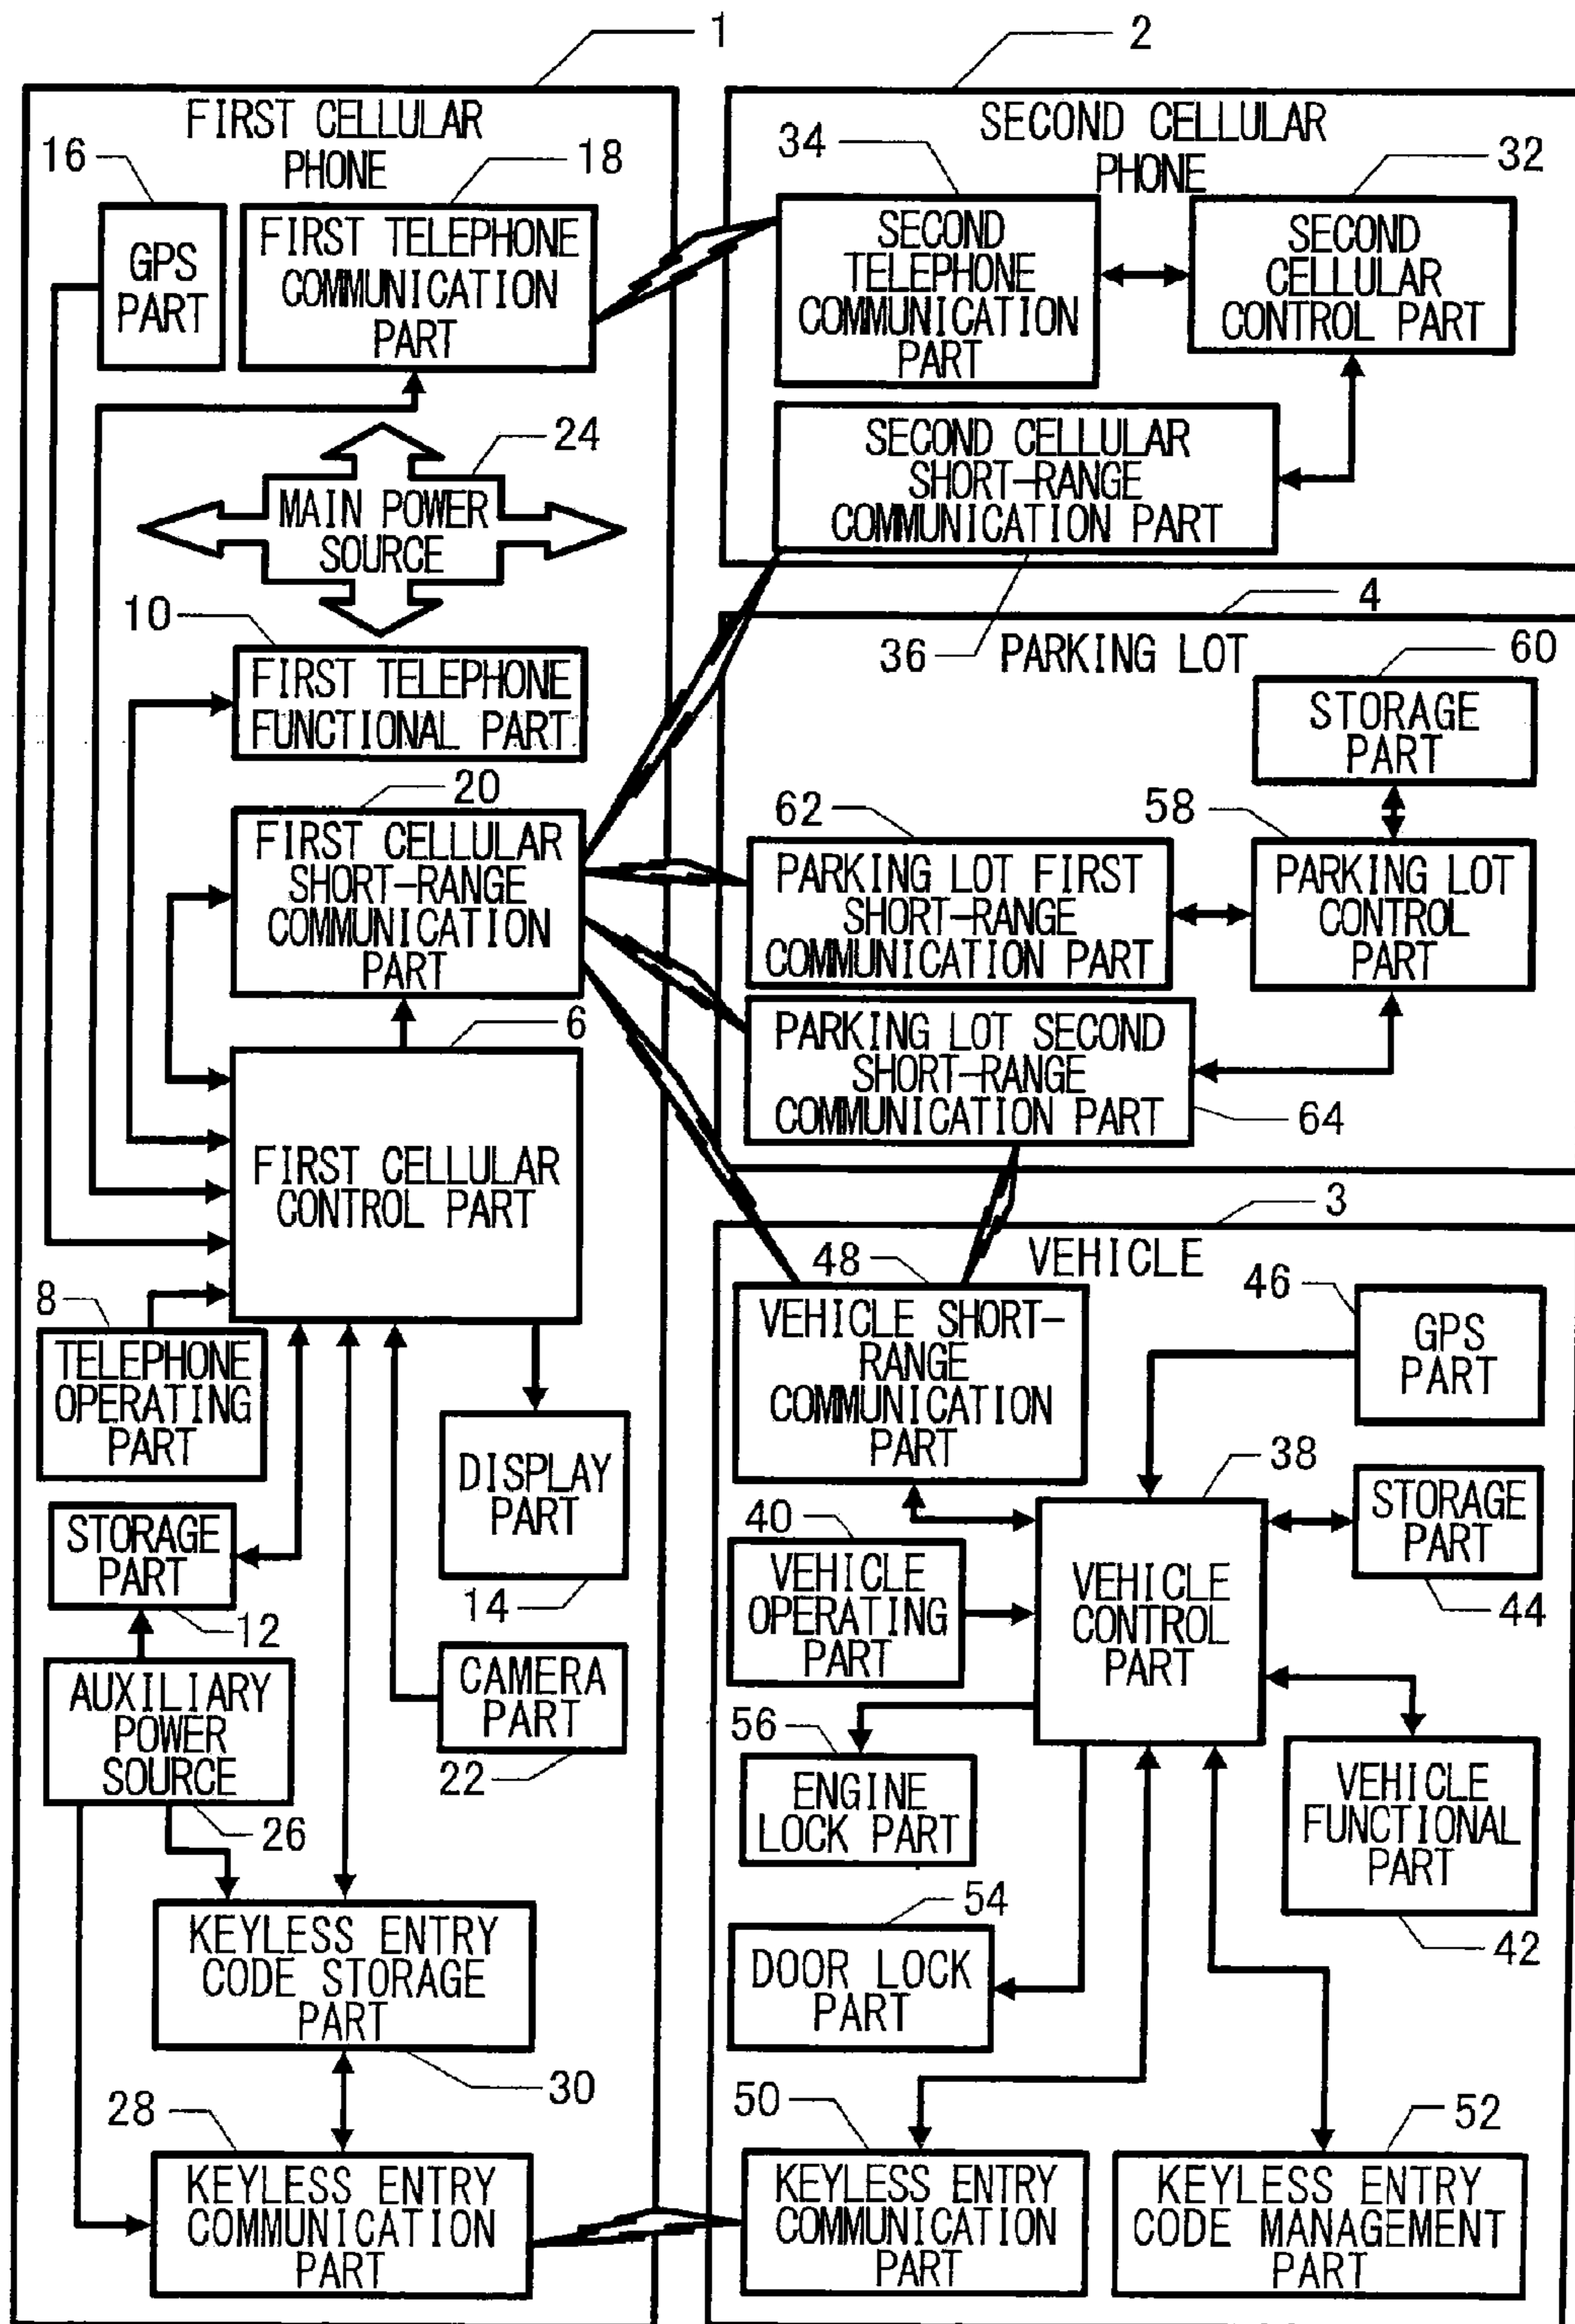 1
FIRST CELLULAR
PHONE
16
18
GPS
PART
FIRST TELEPHONE
COMMUNICATION
PART
24
MAIN POWER
SOURCE
10
FIRST TELEPHONE
FUNCTIONAL PART
20
FIRST CELLULAR
SHORT-RANGE
COMMUNICATION
PART
6
FIRST CELLULAR
CONTROL PART
8
TELEPHONE
OPERATING
PART
DISPLAY
PART
14
STORAGE
PART
12
AUXILIARY
POWER
SOURCE
26
CAMERA
PART
22
KEYLESS ENTRY
CODE STORAGE
PART
30
28
KEYLESS ENTRY
COMMUNICATION
PART
2
SECOND CELLULAR
PHONE
34
32
SECOND
TELEPHONE
COMMUNICATION
PART
SECOND
CELLULAR
CONTROL PART
SECOND CELLULAR
SHORT-RANGE
COMMUNICATION PART
36
4
PARKING LOT
60
STORAGE
PART
62
58
PARKING LOT FIRST
SHORT-RANGE
COMMUNICATION PART
PARKING LOT
CONTROL
PART
PARKING LOT SECOND
SHORT-RANGE
COMMUNICATION PART
64
3
VEHICLE
48
46
VEHICLE SHORT-
RANGE
COMMUNICATION
PART
GPS
PART
38
STORAGE
PART
44
40
VEHICLE
OPERATING
PART
VEHICLE
CONTROL
PART
56
ENGINE
LOCK PART
VEHICLE
FUNCTIONAL
PART
42
54
DOOR LOCK
PART
50
52
KEYLESS ENTRY
COMMUNICATION
PART
KEYLESS ENTRY
CODE MANAGEMENT
PART